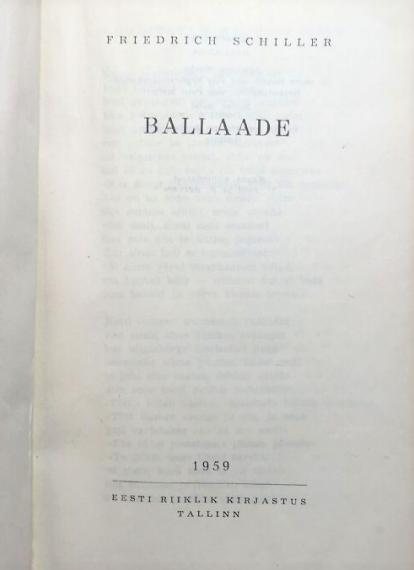 FRIEDRICH SCHILLER
BALLAADE
1959
EESTI RIIKLIK KIRJASTUS
TALLINN